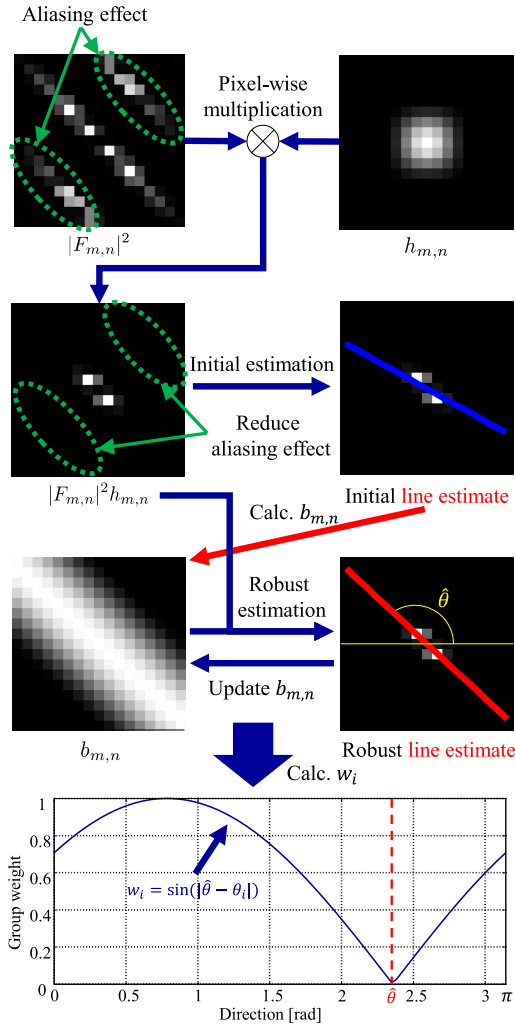 Aliasing effect
Pixel-wise
multiplication
|F_{m,n}|^2
h_{m,n}
Initial estimation
Reduce
aliasing effect
|F_{m,n}|^2 h_{m,n}
Initial line estimate
Calc. b_{m,n}
Robust
estimation
θ̂
Update b_{m,n}
b_{m,n}
Robust line estimate
Calc. w_i
Group weight
1
0.8
0.6
0.4
0.2
0
w_i = sin(|θ̂ − θ_i|)
0 0.5 1 1.5 2 θ̂ 2.5 3 π
Direction [rad]